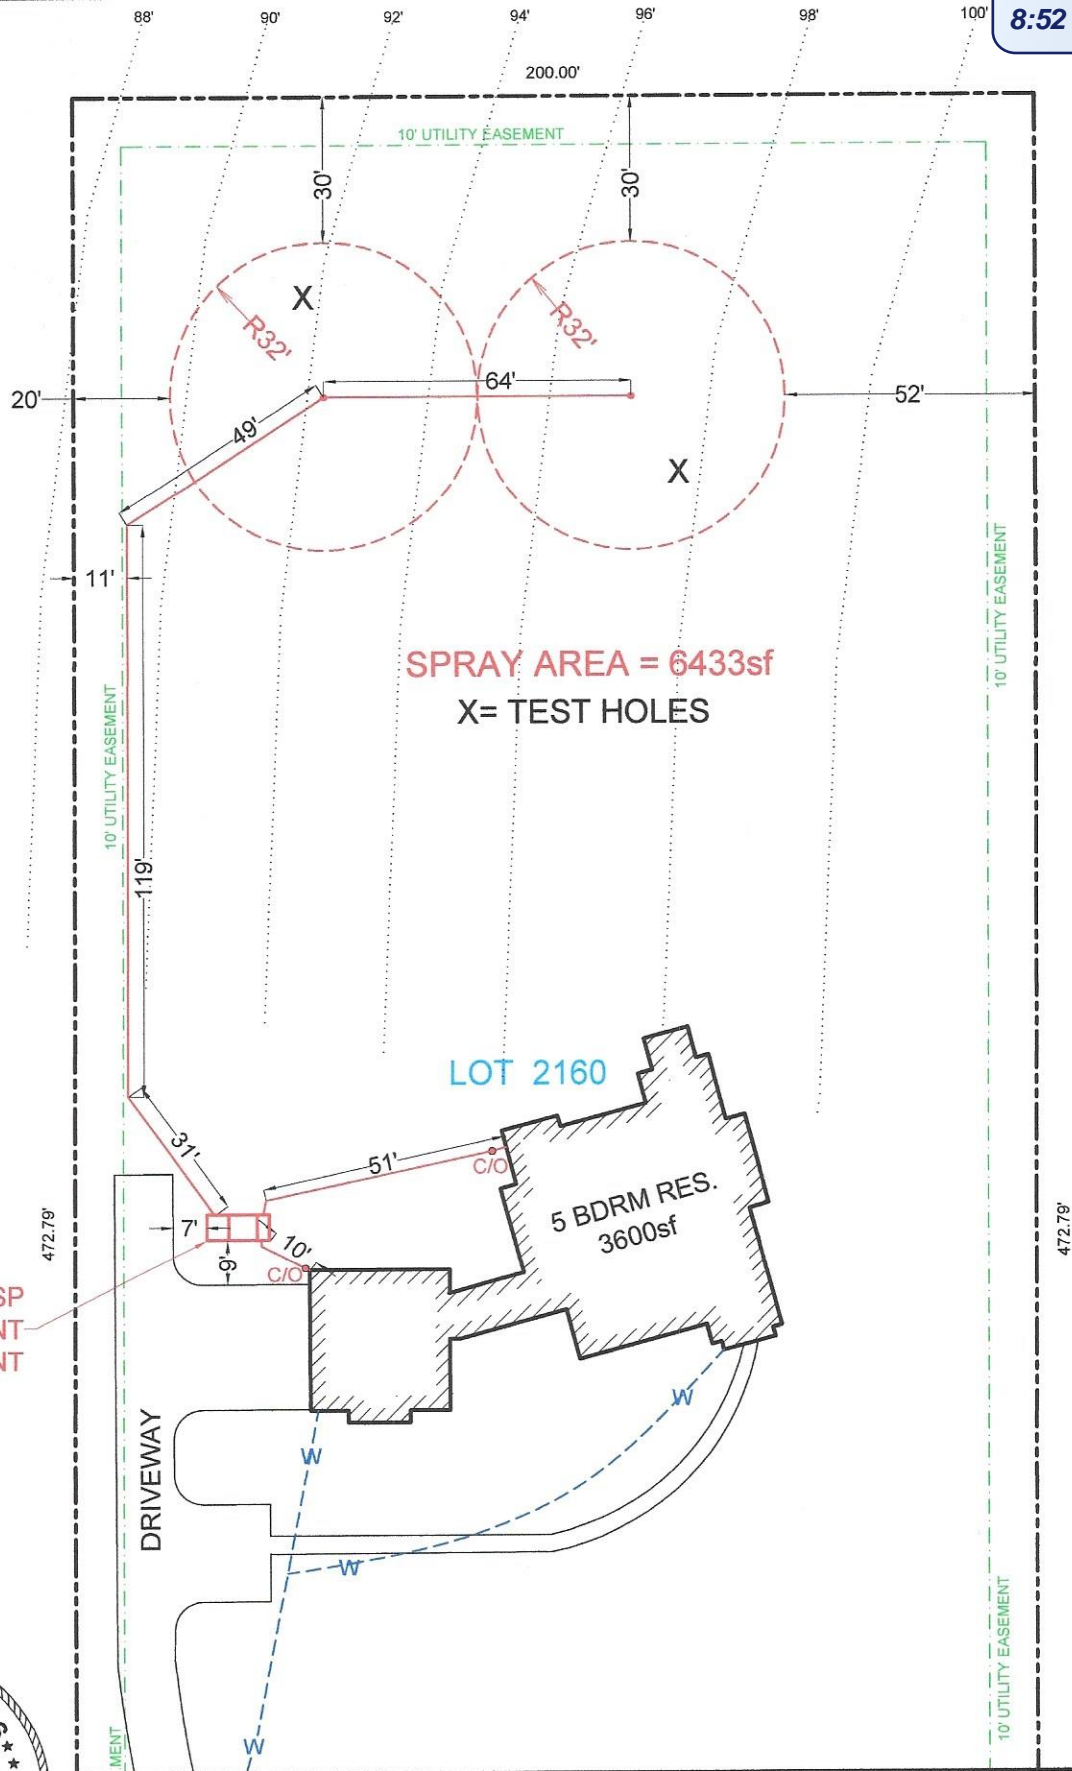 88'
90'
92'
94'
96'
98'
100'
8:52
200.00'
10' UTILITY EASEMENT
30'
30'
X
R32'
R32'
64'
20'
52'
49'
X
11'
10' UTILITY EASEMENT
SPRAY AREA = 6433sf
X= TEST HOLES
10' UTILITY EASEMENT
119'
LOT 2160
31'
51'
C/O
5 BDRM RES.
3600sf
7'
10'
9'
C/O
472.79'
472.79'
SP
NT
NT
W
W
DRIVEWAY
W
10' UTILITY EASEMENT
W
MENT